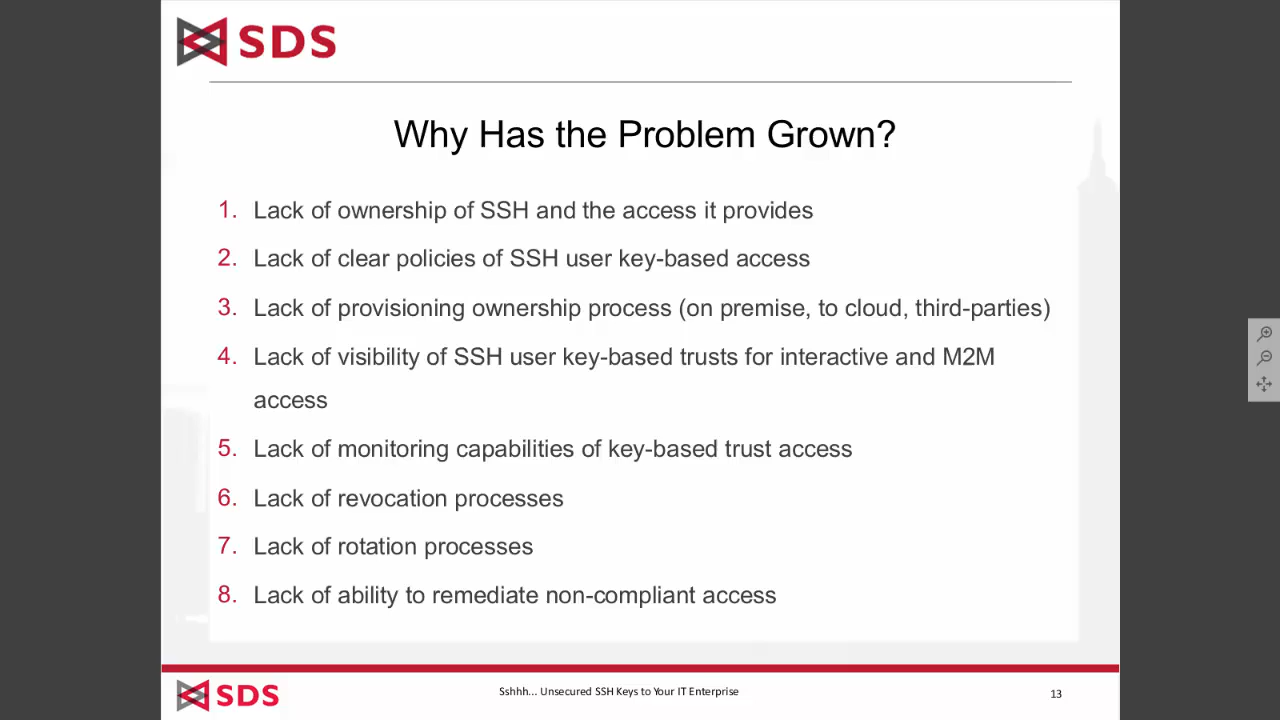 SDS
Why Has the Problem Grown?
1. Lack of ownership of SSH and the access it provides
2. Lack of clear policies of SSH user key-based access
3. Lack of provisioning ownership process (on premise, to cloud, third-parties)
4. Lack of visibility of SSH user key-based trusts for interactive and M2M
access
5. Lack of monitoring capabilities of key-based trust access
6. Lack of revocation processes
7. Lack of rotation processes
8. Lack of ability to remediate non-compliant access
SDS
Sshhh... Unsecured SSH Keys to Your IT Enterprise
13